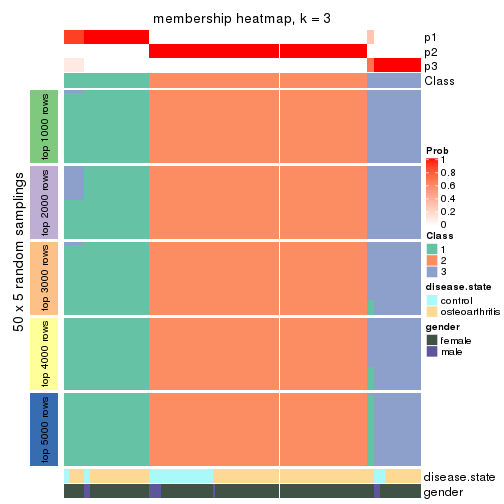 membership heatmap, k = 3
p1
p2
p3
Class
50 x 5 random samplings
top 1000 rows
top 2000 rows
top 3000 rows
top 4000 rows
top 5000 rows
disease.state
gender
Prob
1
0.8
0.6
0.4
0.2
0
Class
1
2
3
disease.state
control
osteoarthritis
gender
female
male